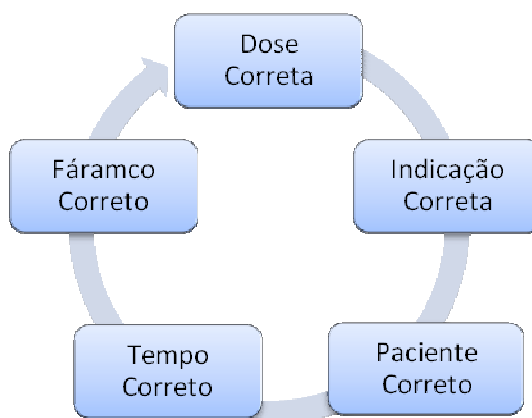 Dose
Correta
Indicação
Correta
Paciente
Correto
Tempo
Correto
Fáramco
Correto